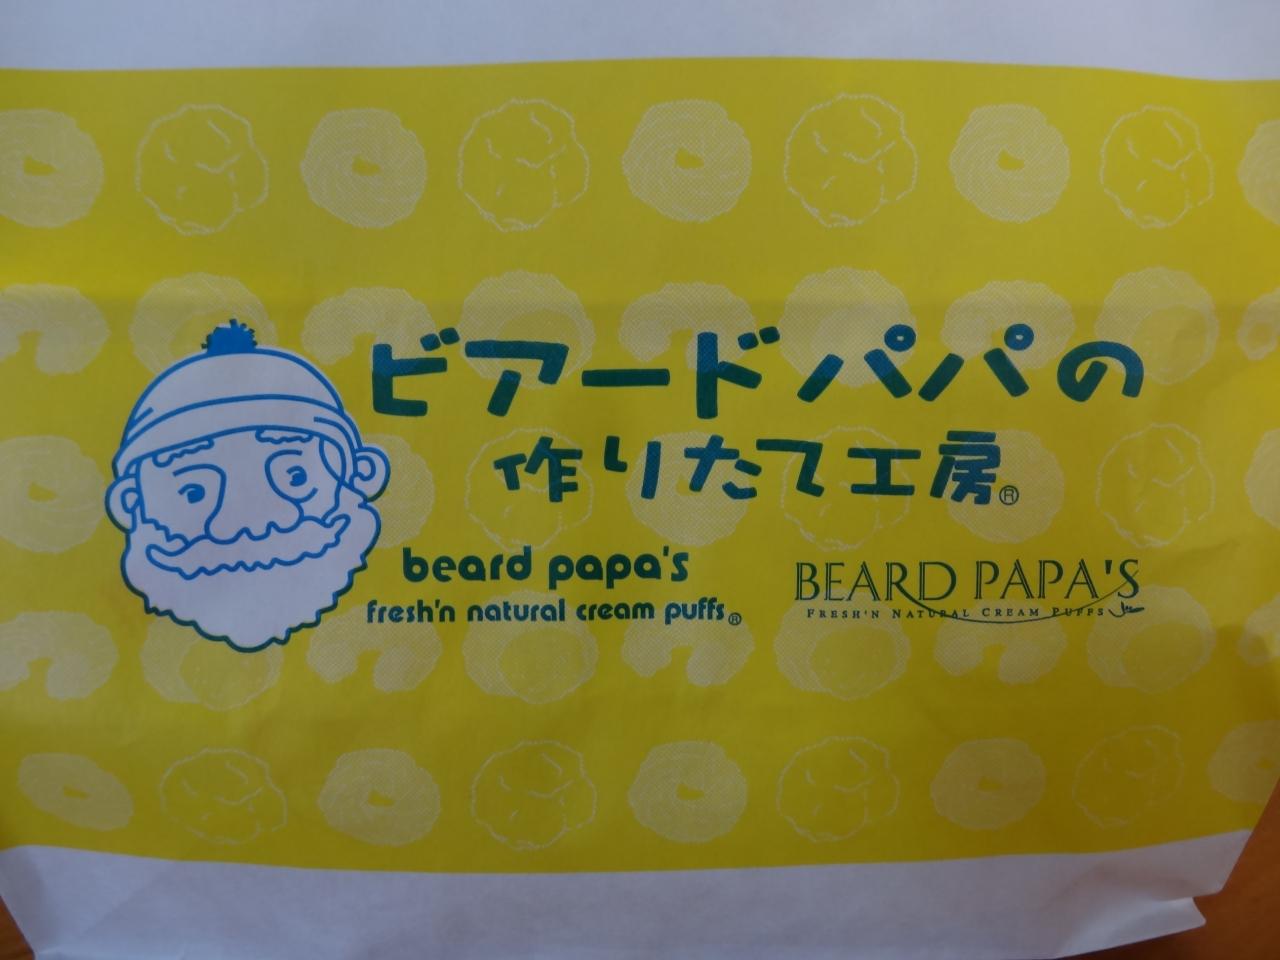 ビアードパパの
作りたて工房®
beard papa's
fresh'n natural cream puffs®
BEARD PAPA'S
FRESH'N NATURAL CREAM PUFFS